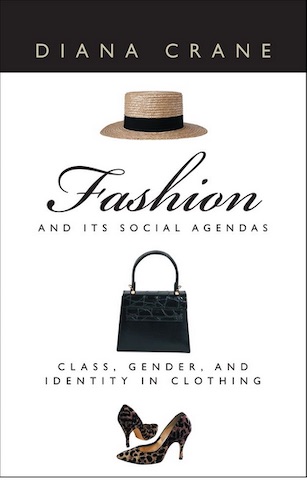 DIANA CRANE
Fashion
AND ITS SOCIAL AGENDAS
CLASS, GENDER, AND
IDENTITY IN CLOTHING